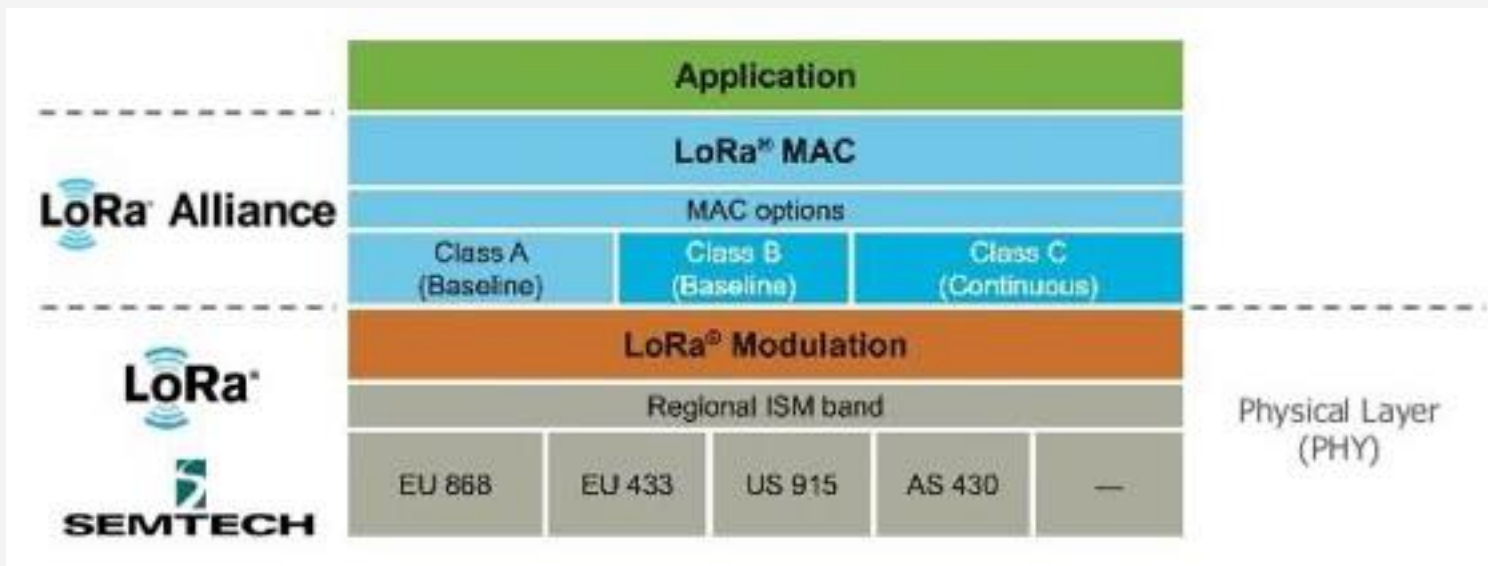 Application
LoRa® MAC
LoRa Alliance
MAC options
Class A
(Baseline)
Class B
(Baseline)
Class C
(Continuous)
LoRa® Modulation
LoRa®
Regional ISM band
Physical Layer
(PHY)
EU 868
EU 433
US 915
AS 430
—
SEMTECH